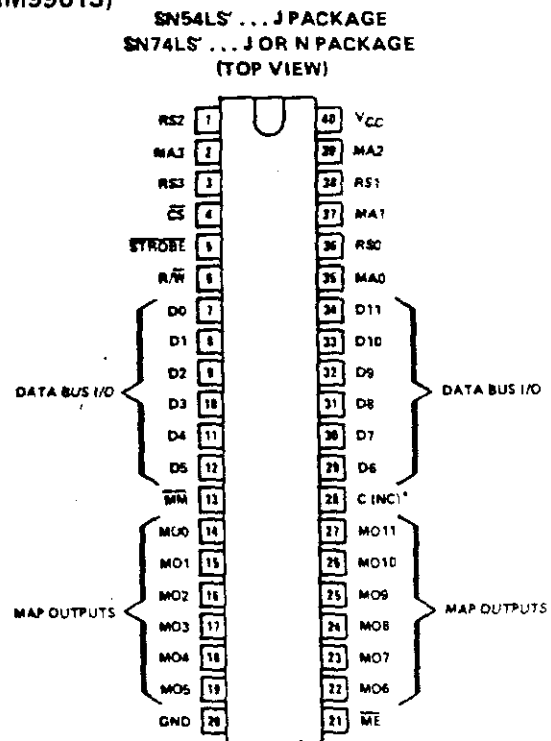 M99613)
SN54LS' ... J PACKAGE
SN74LS' ... J OR N PACKAGE
(TOP VIEW)
RS2 1 40 VCC
MA3 2 39 MA2
RS3 3 38 RS1
C̅S̅ 4 37 MA1
S̅T̅R̅O̅B̅E̅ 5 36 RS0
R/W̅ 6 35 MA0
D0 7 34 D11
D1 8 33 D10
D2 9 32 D9
DATA BUS I/O DATA BUS I/O
D3 10 31 D8
D4 11 30 D7
D5 12 29 D6
M̅M̅ 13 28 C (NC)*
MO0 14 27 MO11
MO1 15 26 MO10
MO2 16 25 MO9
MAP OUTPUTS MAP OUTPUTS
MO3 17 24 MO8
MO4 18 23 MO7
MO5 19 22 MO6
GND 20 21 M̅E̅